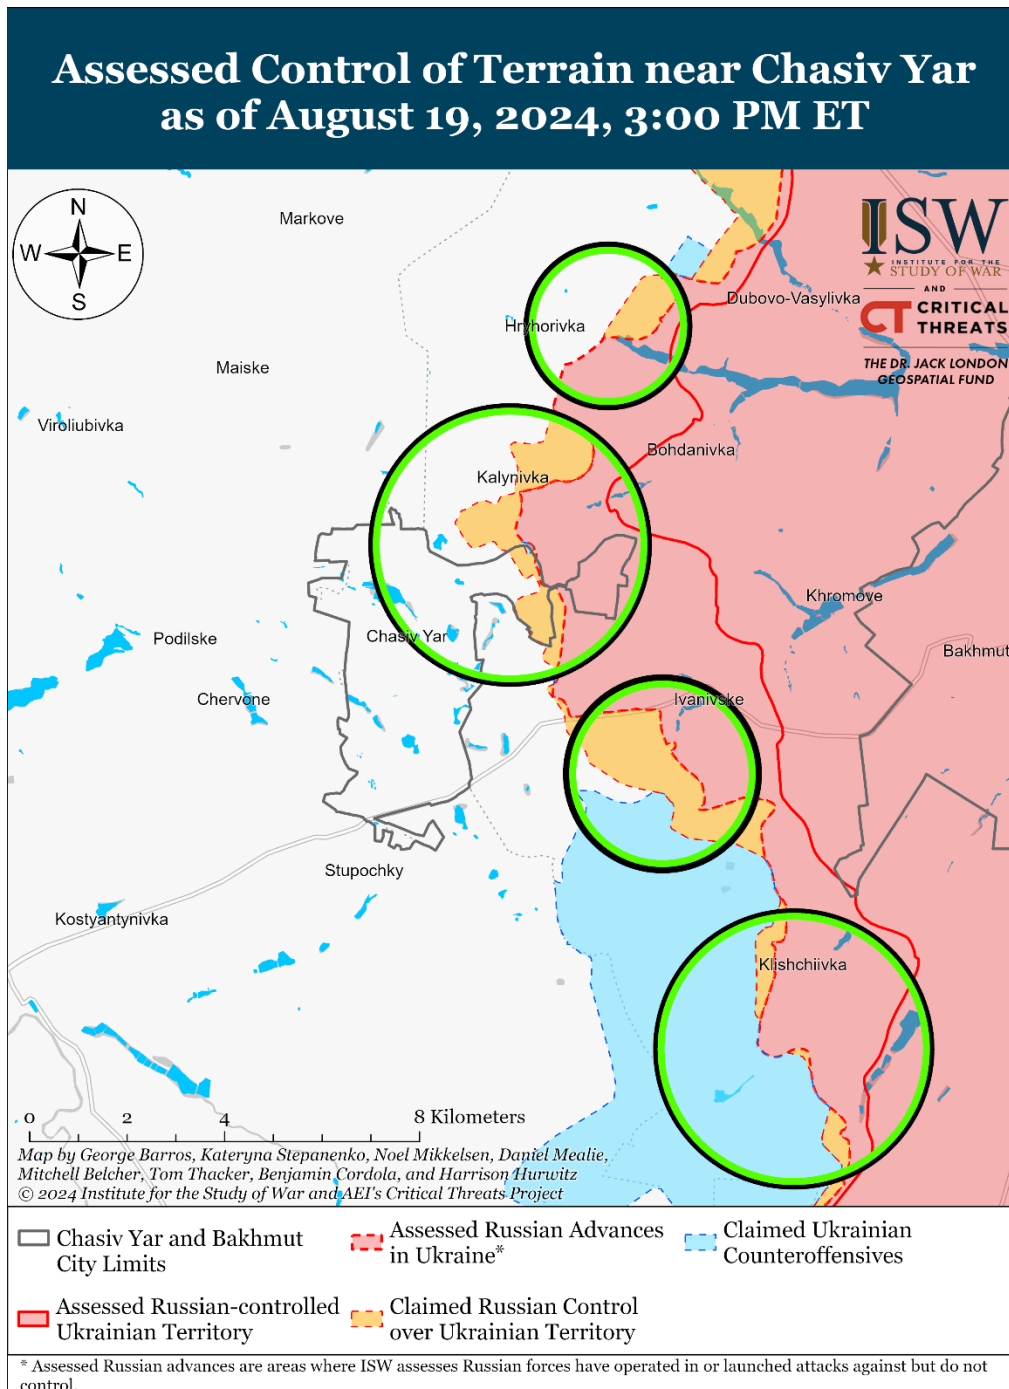 Assessed Control of Terrain near Chasiv Yar
as of August 19, 2024, 3:00 PM ET
N
W E
S
Markove
ISW
INSTITUTE FOR THE
STUDY OF WAR
AND
CT CRITICAL
THREATS
THE DR. JACK LONDON
GEOSPATIAL FUND
Dubovo-Vasylivka
Hryhorivka
Maiske
Viroliubivka
Bohdanivka
Kalynivka
Khromove
Podilske
Chasiv Yar
Bakhmut
Chervone
Ivanivske
Stupochky
Kostyantynivka
Klishchiivka
0 2 4 8 Kilometers
Map by George Barros, Kateryna Stepanenko, Noel Mikkelsen, Daniel Mealie,
Mitchell Belcher, Tom Thacker, Benjamin Cordola, and Harrison Hurwitz
© 2024 Institute for the Study of War and AEI's Critical Threats Project
Chasiv Yar and Bakhmut
City Limits
Assessed Russian Advances
in Ukraine*
Claimed Ukrainian
Counteroffensives
Assessed Russian-controlled
Ukrainian Territory
Claimed Russian Control
over Ukrainian Territory
* Assessed Russian advances are areas where ISW assesses Russian forces have operated in or launched attacks against but do not
control.